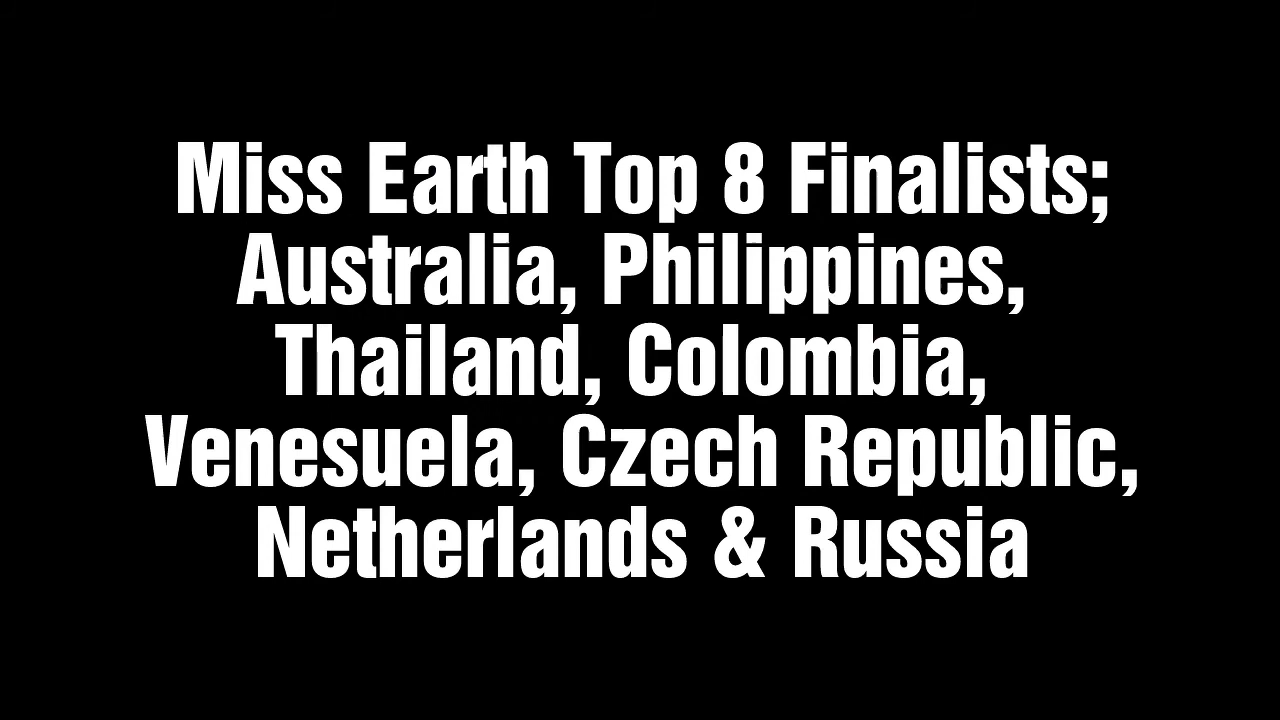 Miss Earth Top 8 Finalists;
Australia, Philippines,
Thailand, Colombia,
Venesuela, Czech Republic,
Netherlands & Russia